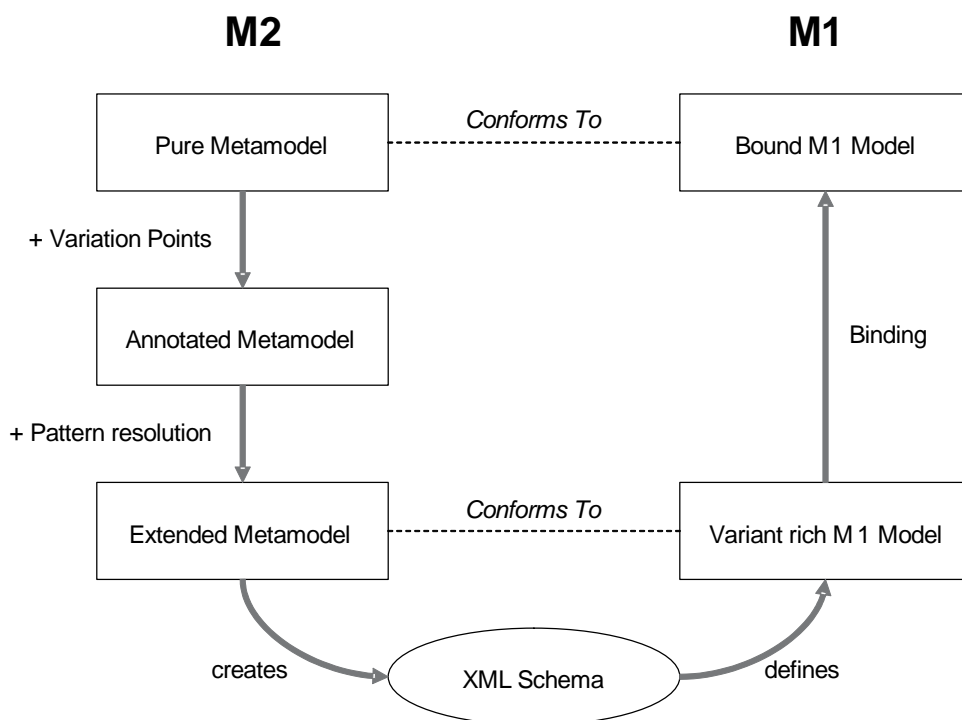 M2
M1
Conforms To
Pure Metamodel
Bound M1 Model
+ Variation Points
Annotated Metamodel
Binding
+ Pattern resolution
Conforms To
Extended Metamodel
Variant rich M1 Model
creates
XML Schema
defines